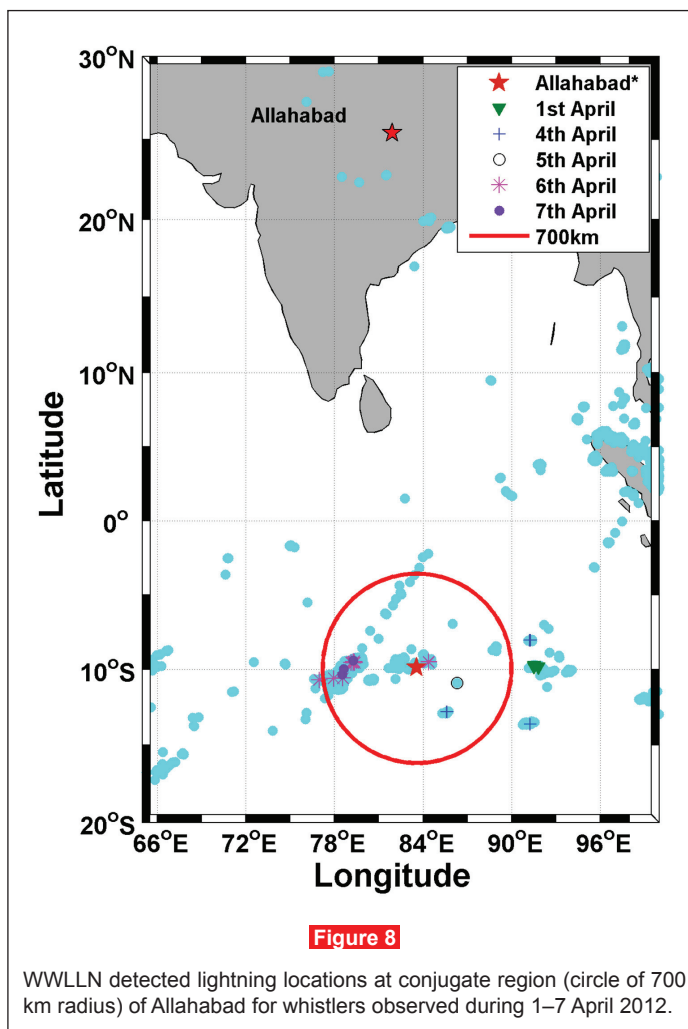 30°N
20°N
10°N
0°
10°S
20°S
Latitude
Allahabad
Allahabad*
1st April
4th April
5th April
6th April
7th April
700km
66°E 72°E 78°E 84°E 90°E 96°E
Longitude
Figure 8
WWLLN detected lightning locations at conjugate region (circle of 700
km radius) of Allahabad for whistlers observed during 1–7 April 2012.